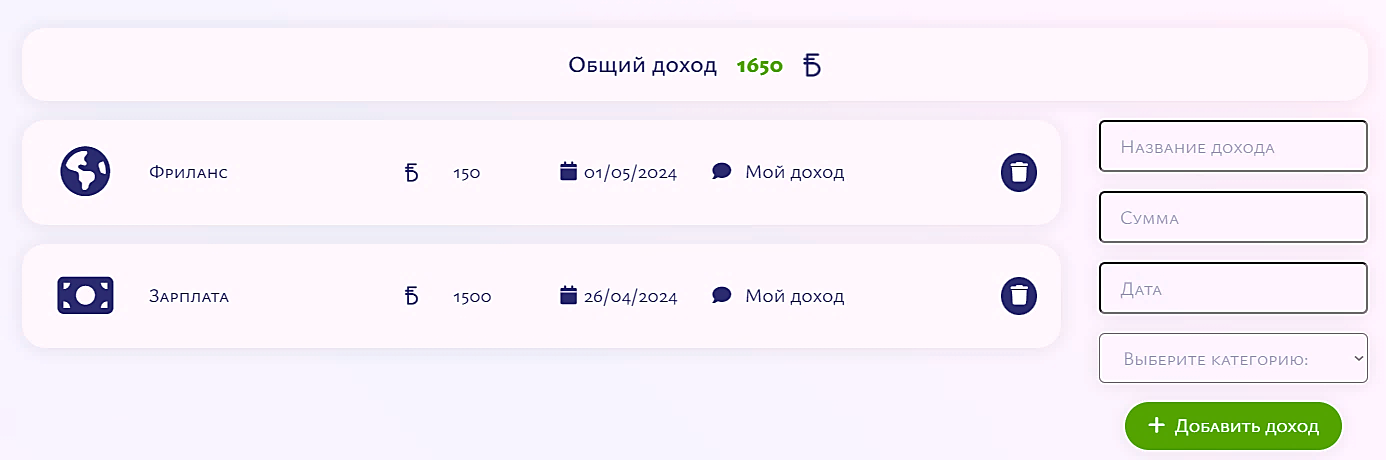 Общий доход 1650
Фриланс 150 01/05/2024 Мой доход
Зарплата 1500 26/04/2024 Мой доход
Название дохода
Сумма
Дата
Выберите категорию:
+ Добавить доход